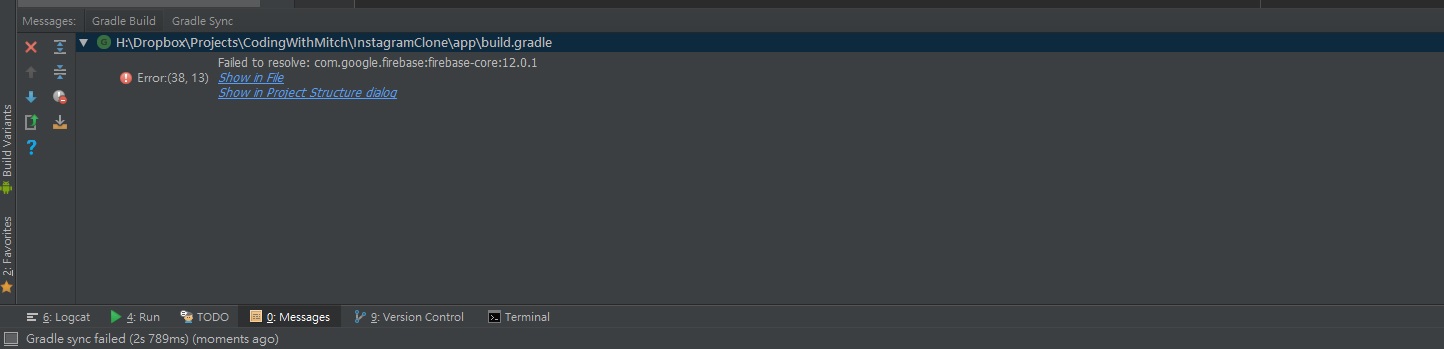 Messages: Gradle Build Gradle Sync
H:\Dropbox\Projects\CodingWithMitch\InstagramClone\app\build.gradle
Failed to resolve: com.google.firebase:firebase-core:12.0.1
Error:(38, 13) Show in File
Show in Project Structure dialog
Build Variants
2: Favorites
6: Logcat 4: Run TODO 0: Messages 9: Version Control Terminal
Gradle sync failed (2s 789ms) (moments ago)